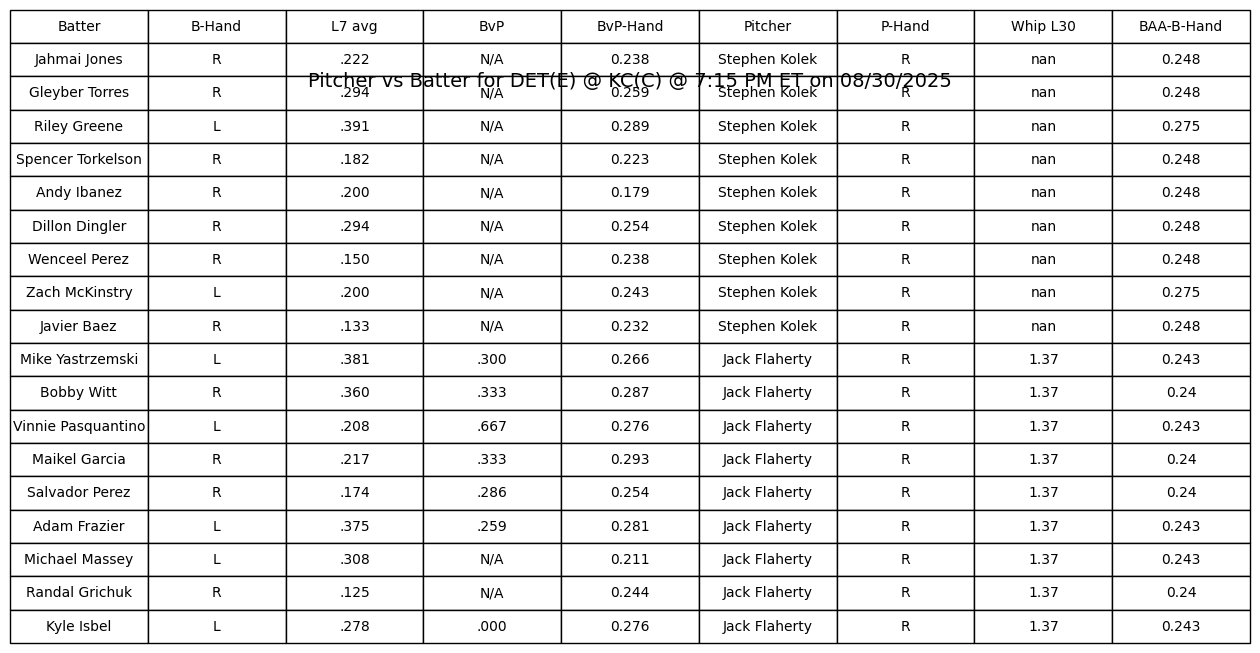 Batter B-Hand L7 avg BvP BvP-Hand Pitcher P-Hand Whip L30 BAA-B-Hand
Jahmai Jones R .222 N/A 0.238 Stephen Kolek R nan 0.248
Pitcher vs Batter for DET(E) @ KC(C) @ 7:15 PM ET on 08/30/2025
Gleyber Torres R .294 N/A 0.259 Stephen Kolek R nan 0.248
Riley Greene L .391 N/A 0.289 Stephen Kolek R nan 0.275
Spencer Torkelson R .182 N/A 0.223 Stephen Kolek R nan 0.248
Andy Ibanez R .200 N/A 0.179 Stephen Kolek R nan 0.248
Dillon Dingler R .294 N/A 0.254 Stephen Kolek R nan 0.248
Wenceel Perez R .150 N/A 0.238 Stephen Kolek R nan 0.248
Zach McKinstry L .200 N/A 0.243 Stephen Kolek R nan 0.275
Javier Baez R .133 N/A 0.232 Stephen Kolek R nan 0.248
Mike Yastrzemski L .381 .300 0.266 Jack Flaherty R 1.37 0.243
Bobby Witt R .360 .333 0.287 Jack Flaherty R 1.37 0.24
Vinnie Pasquantino L .208 .667 0.276 Jack Flaherty R 1.37 0.243
Maikel Garcia R .217 .333 0.293 Jack Flaherty R 1.37 0.24
Salvador Perez R .174 .286 0.254 Jack Flaherty R 1.37 0.24
Adam Frazier L .375 .259 0.281 Jack Flaherty R 1.37 0.243
Michael Massey L .308 N/A 0.211 Jack Flaherty R 1.37 0.243
Randal Grichuk R .125 N/A 0.244 Jack Flaherty R 1.37 0.24
Kyle Isbel L .278 .000 0.276 Jack Flaherty R 1.37 0.243